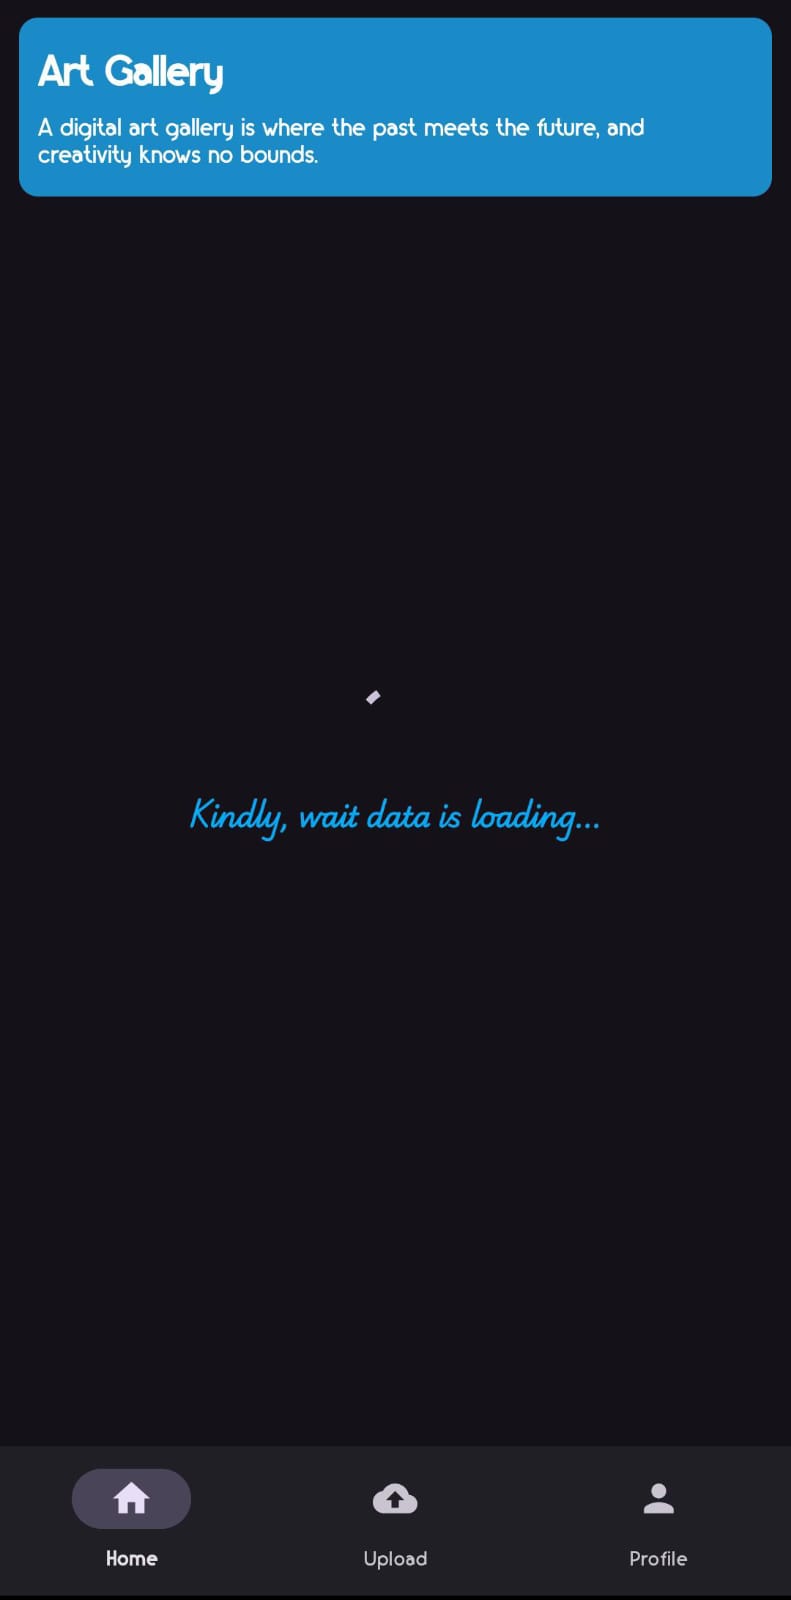 Art Gallery
A digital art gallery is where the past meets the future, and
creativity knows no bounds.
Kindly, wait data is loading...
Home
Upload
Profile